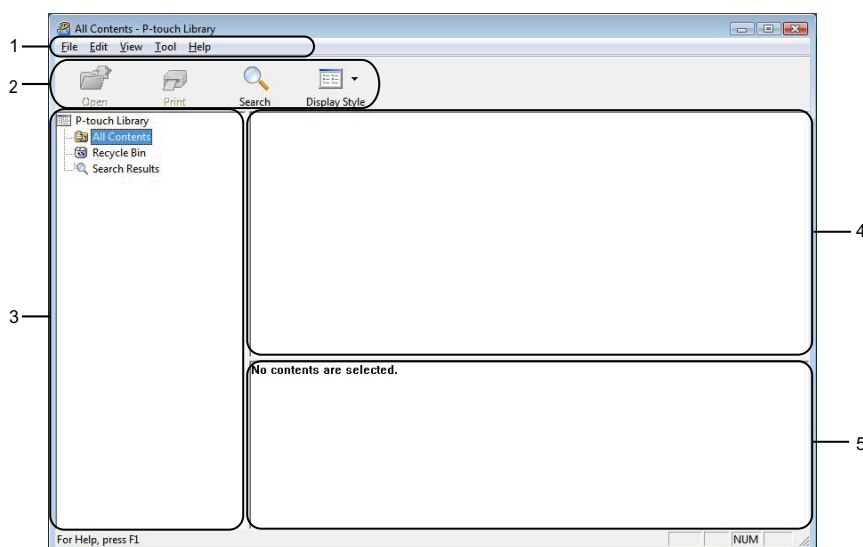 All Contents - P-touch Library
1
File Edit View Tool Help
2
Open Print Search Display Style
P-touch Library
All Contents
Recycle Bin
Search Results
4
3
No contents are selected.
5
For Help, press F1 NUM